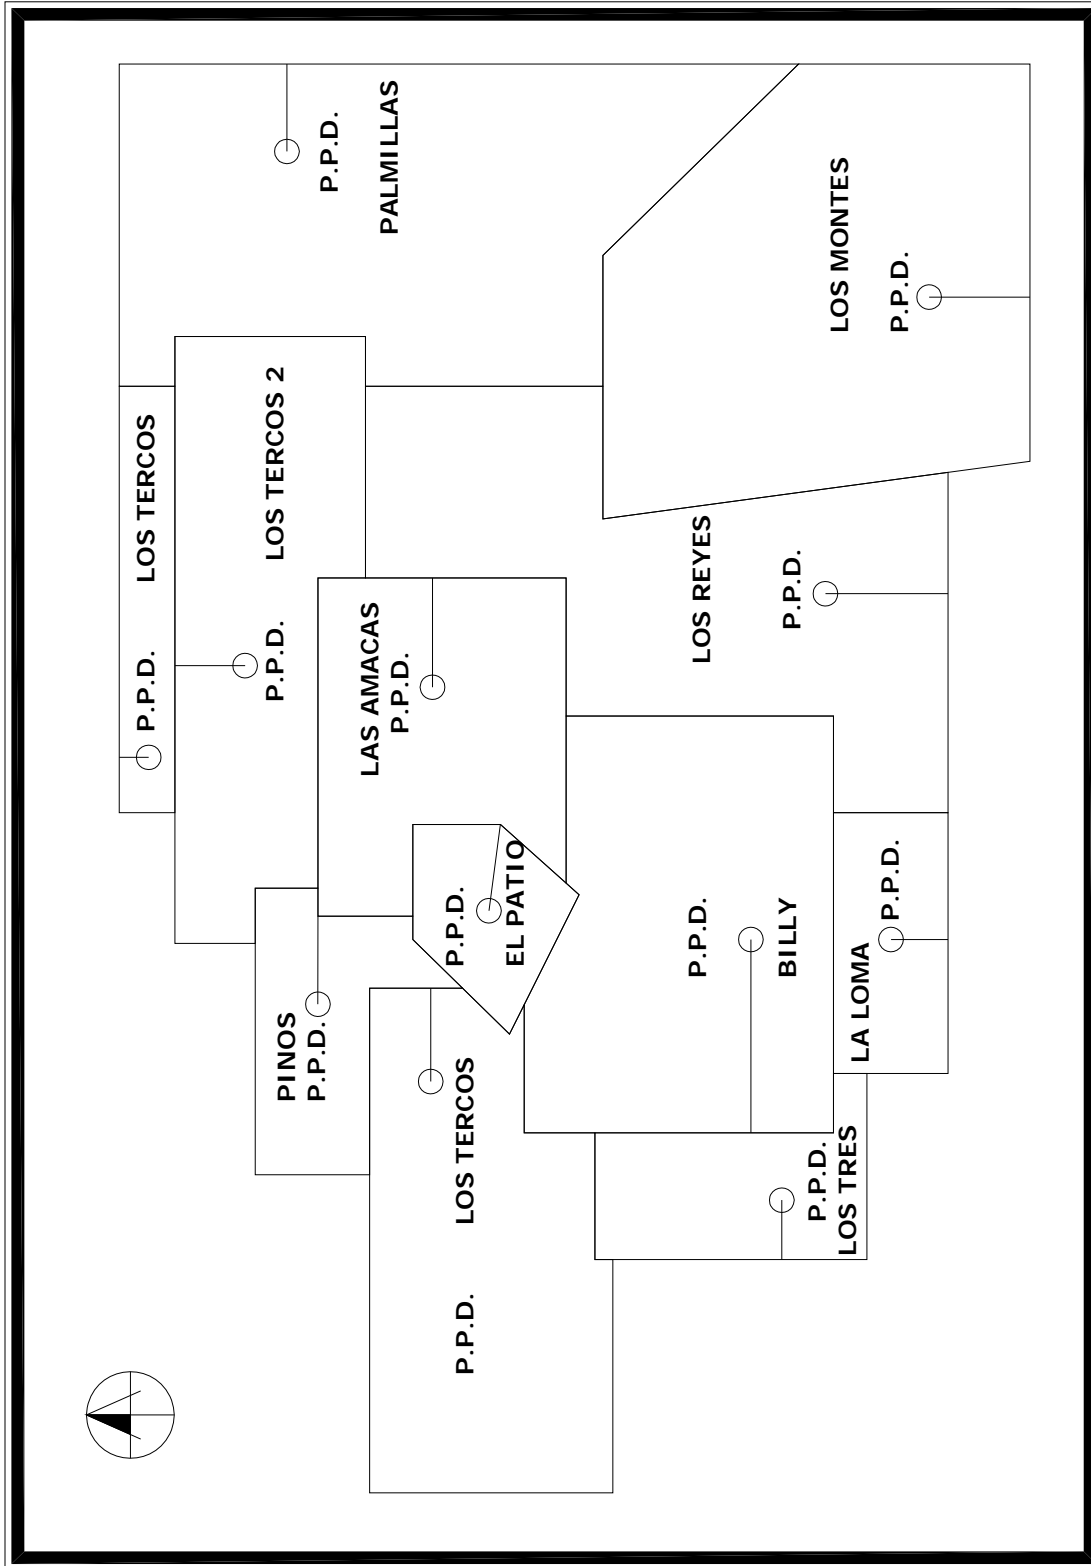 P.P.D. LOS TERCOS
P.P.D. LOS TERCOS 2
PINOS
P.P.D.
P.P.D.
PALMILLAS
LAS AMACAS
P.P.D.
P.P.D.
EL PATIO
P.P.D. LOS TERCOS
P.P.D.
BILLY
LOS REYES
P.P.D.
LOS MONTES
P.P.D.
P.P.D.
LOS TRES
LA LOMA
P.P.D.